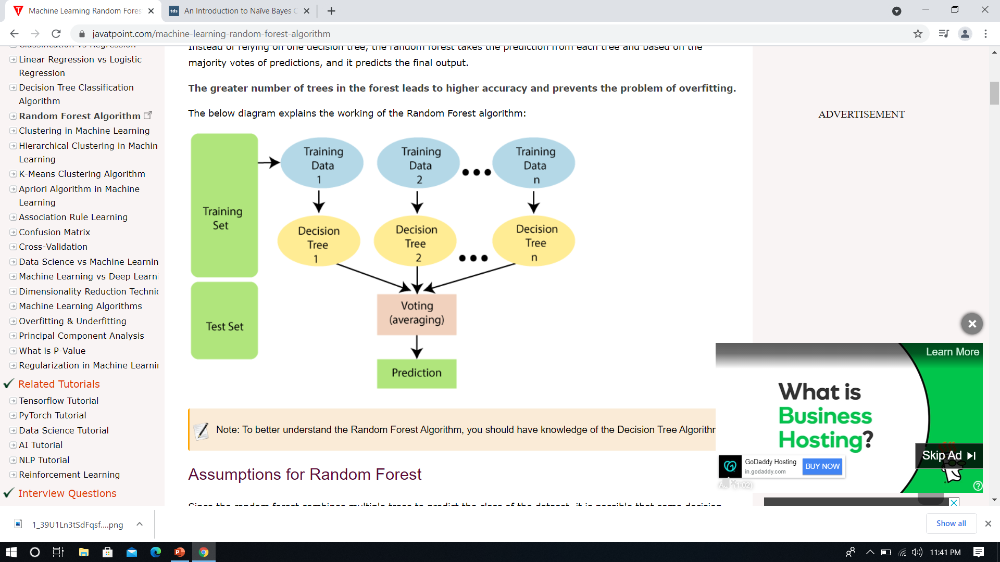 Machine Learning Random Fores
An Introduction to Naïve Bayes C
tds
javatpoint.com/machine-learning-random-forest-algorithm
Classification vs Regression
Linear Regression vs Logistic
Regression
Decision Tree Classification
Algorithm
Random Forest Algorithm
Clustering in Machine Learning
Hierarchical Clustering in Machin
Learning
K-Means Clustering Algorithm
Apriori Algorithm in Machine
Learning
Association Rule Learning
Confusion Matrix
Cross-Validation
Data Science vs Machine Learnin
Machine Learning vs Deep Learni
Dimensionality Reduction Techni
Machine Learning Algorithms
Overfitting & Underfitting
Principal Component Analysis
What is P-Value
Regularization in Machine Learni
Related Tutorials
Tensorflow Tutorial
PyTorch Tutorial
Data Science Tutorial
AI Tutorial
NLP Tutorial
Reinforcement Learning
Interview Questions
Instead of relying on one decision tree, the random forest takes the prediction from each tree and based on the
majority votes of predictions, and it predicts the final output.
The greater number of trees in the forest leads to higher accuracy and prevents the problem of overfitting.
The below diagram explains the working of the Random Forest algorithm:
Training
Set
Test Set
Training
Data
1
Training
Data
2
Training
Data
n
Decision
Tree
1
Decision
Tree
2
Decision
Tree
n
Voting
(averaging)
Prediction
Note: To better understand the Random Forest Algorithm, you should have knowledge of the Decision Tree Algorithm
Assumptions for Random Forest
Since the random forest combines multiple trees to predict the class of the dataset, it is possible that some decision
ADVERTISEMENT
Learn More
What is
Business
Hosting?
Skip Ad
GoDaddy Hosting
in.godaddy.com
BUY NOW
(1:02)
1_39U1Ln3tSdFqsf....png
Show all
11:41 PM